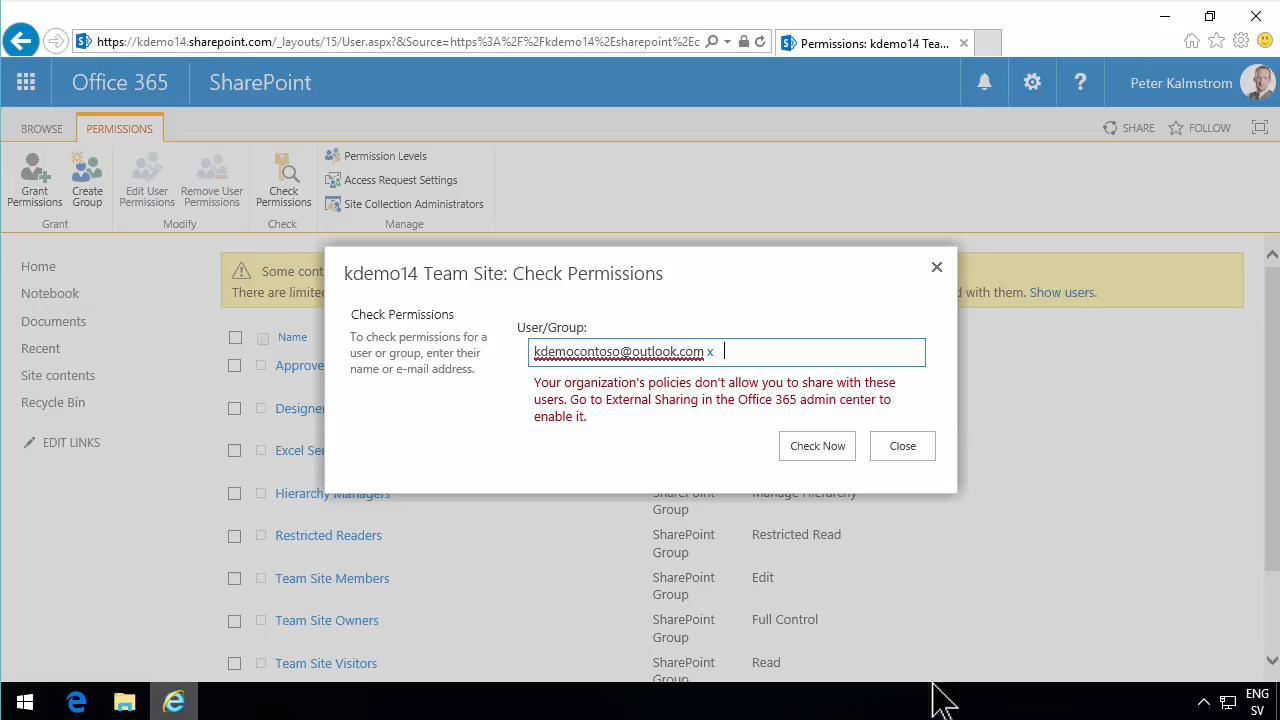 https://kdemo14.sharepoint.com/_layouts/15/User.aspx?&Source=https%3A%2F%2Fkdemo14%2Esharepoint%2Ec
Permissions: kdemo14 Tea...
Office 365
SharePoint
Peter Kalmstrom
BROWSE
PERMISSIONS
SHARE
FOLLOW
Grant Permissions
Create Group
Edit User Permissions
Remove User Permissions
Check Permissions
Permission Levels
Access Request Settings
Site Collection Administrators
Grant
Modify
Check
Manage
Home
Notebook
Documents
Recent
Site contents
Recycle Bin
EDIT LINKS
Some cont
There are limite
d with them. Show users.
Name
Approve
Designe
Excel Ser
kdemo14 Team Site: Check Permissions
Check Permissions
To check permissions for a
user or group, enter their
name or e-mail address.
User/Group:
kdemocontoso@outlook.com x
Your organization's policies don't allow you to share with these
users. Go to External Sharing in the Office 365 admin center to
enable it.
Check Now
Close
Hierarchy Managers
SharePoint Group
Manage Hierarchy
Restricted Readers
SharePoint Group
Restricted Read
Team Site Members
SharePoint Group
Edit
Team Site Owners
SharePoint Group
Full Control
Team Site Visitors
SharePoint Group
Read
ENG
SV